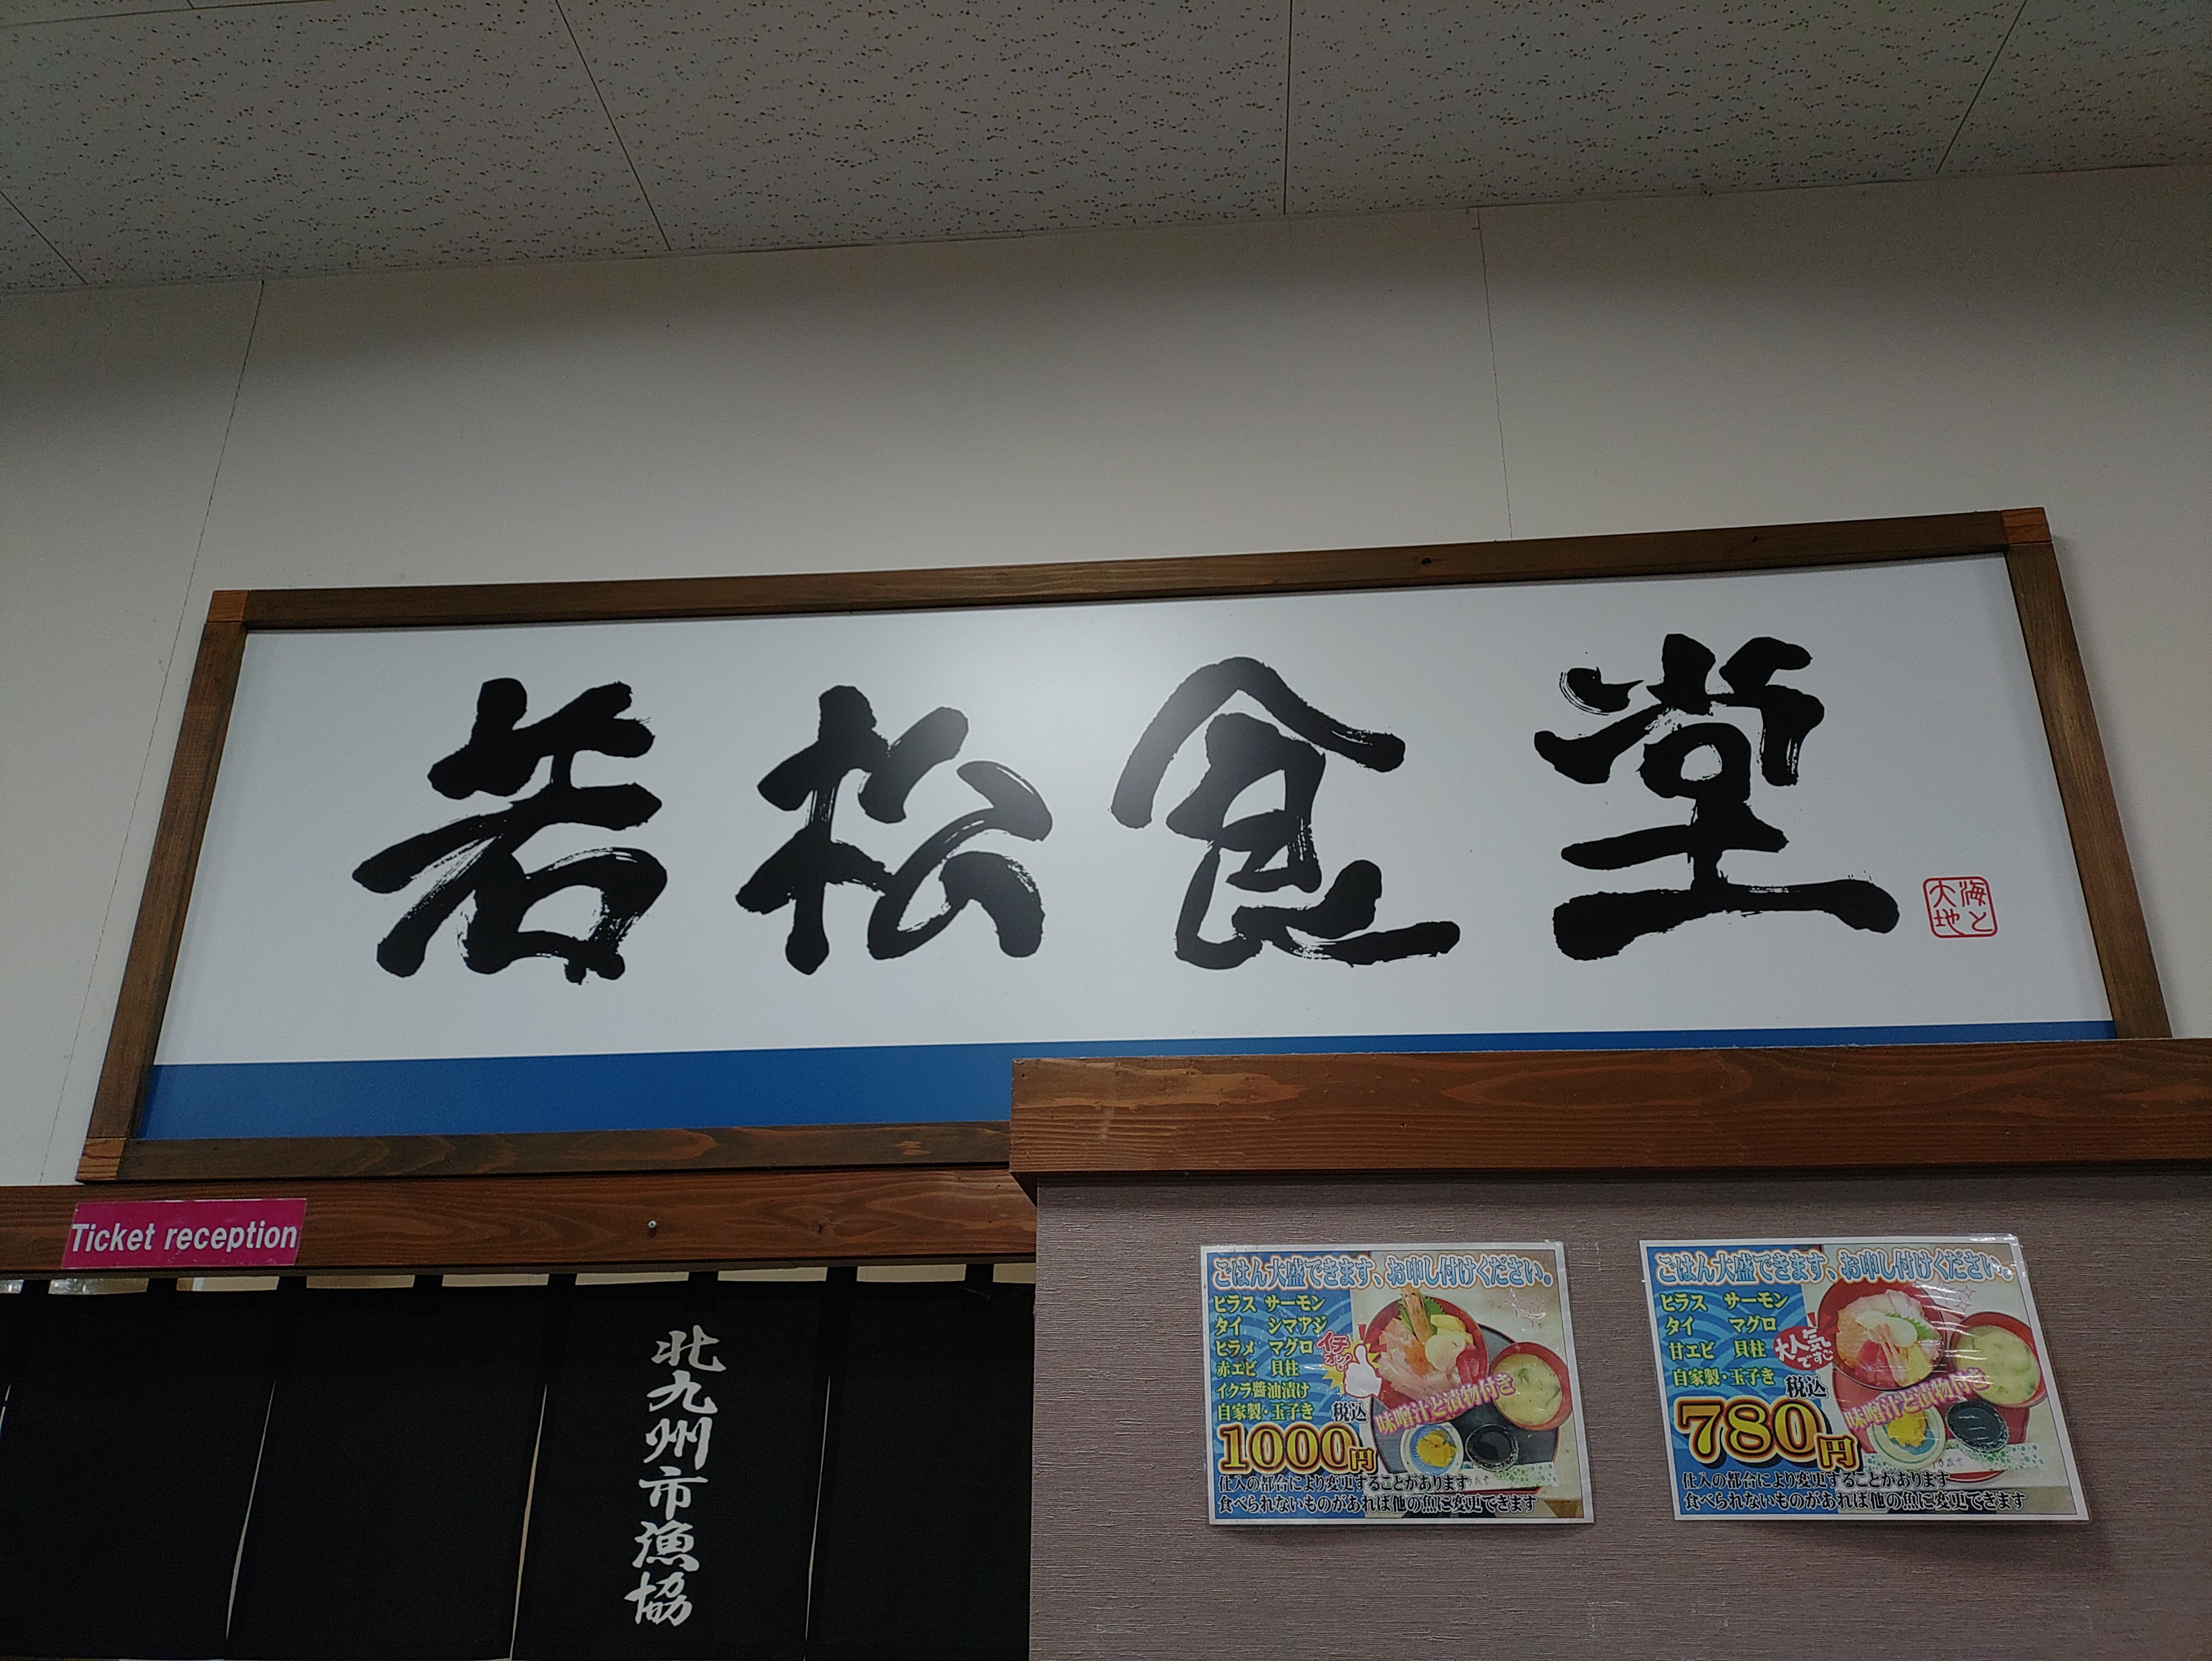 若松食堂
海と
大地
Ticket reception
北九州市漁協
ごはん大盛できます、お申し付けください。
ヒラス サーモン
タイ シマアジ
ヒラメ マグロ
赤エビ 貝柱
イクラ醤油漬け
自家製・玉子き
イチオシ!
税込
1000円
味噌汁と漬物付き
仕入の都合により変更することがあります
食べられないものがあれば他の魚に変更できます
ごはん大盛できます、お申し付けください。
ヒラス サーモン
タイ マグロ
甘エビ 貝柱
自家製・玉子き
大人気
ですじ
税込
780円
味噌汁と漬物付き
仕入の都合により変更することがあります
食べられないものがあれば他の魚に変更できます